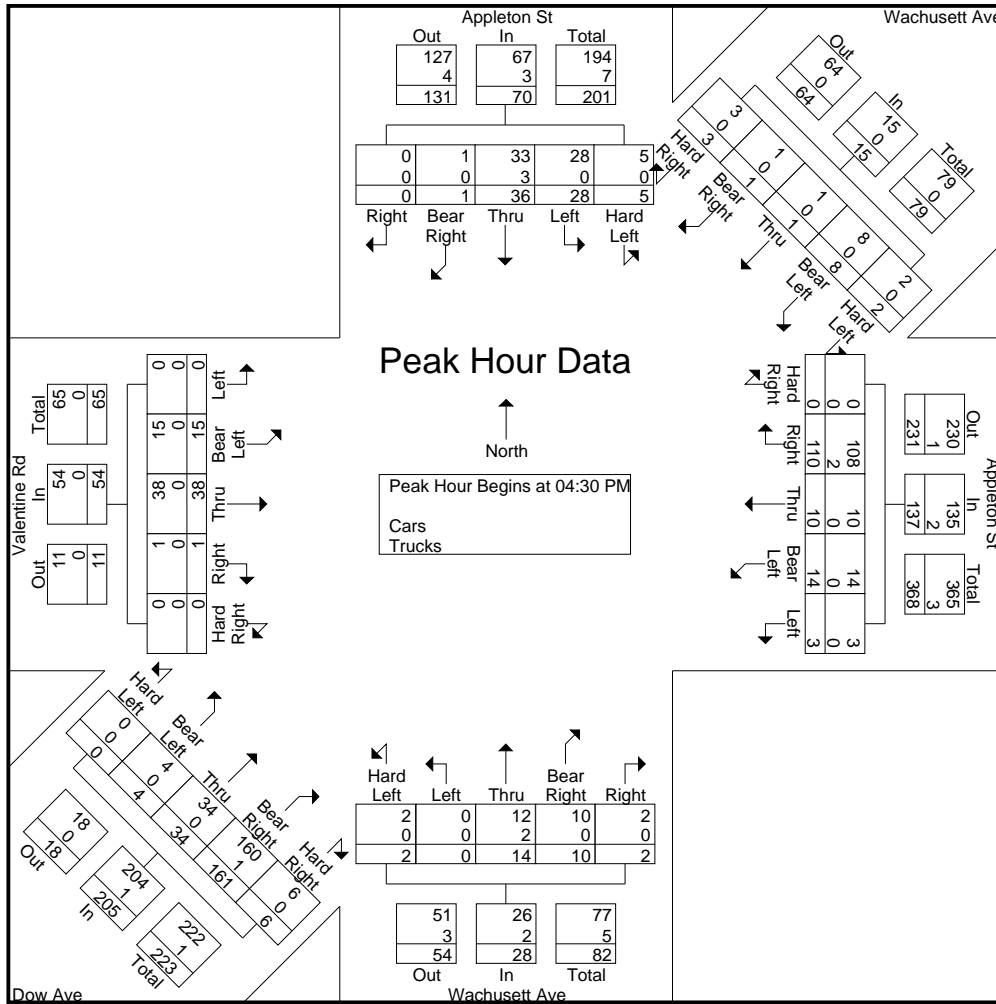 Appleton St
Out In Total
127 67 194
4 3 7
131 70 201
0 1 33 28 5
0 0 3 0 0
0 1 36 28 5
Right Bear Right Thru Left Hard Left
Wachusett Ave
Out In Total
64 15 79
0 0 0
64 15 79
3 1 1 8 2
0 0 0 0 0
3 1 1 8 2
Hard Right Bear Right Thru Bear Left Hard Left
Peak Hour Data
North
Peak Hour Begins at 04:30 PM
Cars
Trucks
Valentine Rd
Total In Out
65 54 11
0 0 0
65 54 11
0 15 38 1 0
0 0 0 0 0
0 15 38 1 0
Left Bear Left Thru Right Hard Right
Appleton St
Out In Total
230 135 365
1 2 3
231 137 368
0 108 10 14 3
0 2 0 0 0
0 110 10 14 3
Hard Right Right Thru Bear Left Left
Hard Left Bear Left Thru Bear Right Hard Right
0 4 34 160 6
0 0 0 1 0
0 4 34 161 6
18 204 222
0 1 1
18 205 223
Out In Total
Dow Ave
Hard Left Left Thru Bear Right Right
2 0 12 10 2
0 0 2 0 0
2 0 14 10 2
51 26 77
3 2 5
54 28 82
Out In Total
Wachusett Ave